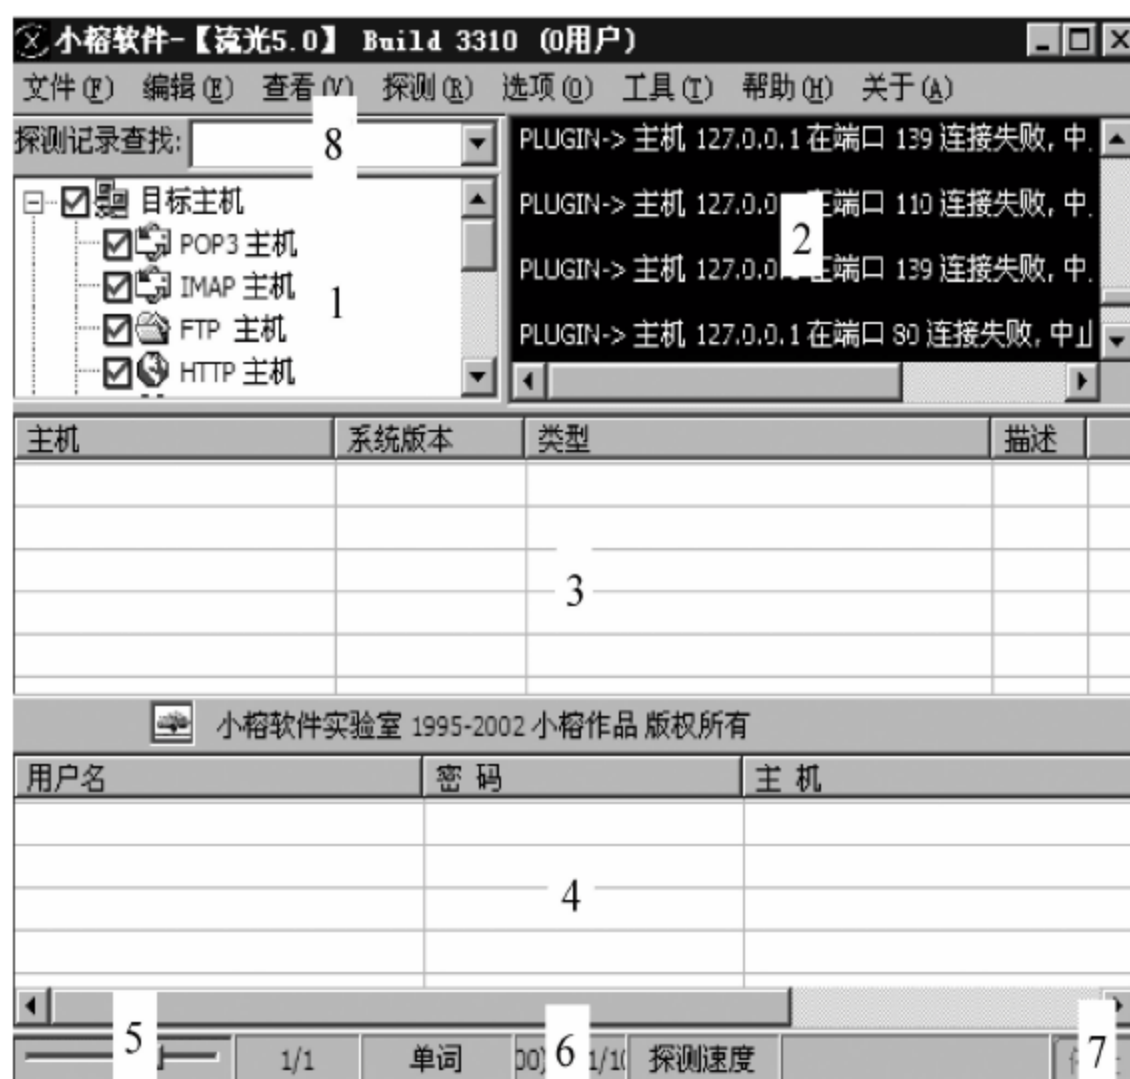 小榕软件-【流光5.0】 Build 3310 (0用户)
文件(F) 编辑(E) 查看(V) 探测(R) 选项(O) 工具(T) 帮助(H) 关于(A)
探测记录查找:
8
目标主机
POP3 主机
IMAP 主机
FTP 主机
HTTP 主机
1
PLUGIN-> 主机 127.0.0.1 在端口 139 连接失败, 中
PLUGIN-> 主机 127.0.0 在端口 110 连接失败, 中
2
PLUGIN-> 主机 127.0.0 在端口 139 连接失败, 中
PLUGIN-> 主机 127.0.0.1 在端口 80 连接失败, 中止
主机 系统版本 类型 描述
3
小榕软件实验室 1995-2002 小榕作品 版权所有
用户名 密 码 主 机
4
5 1/1 单词 00) 6 1/10 探测速度 7